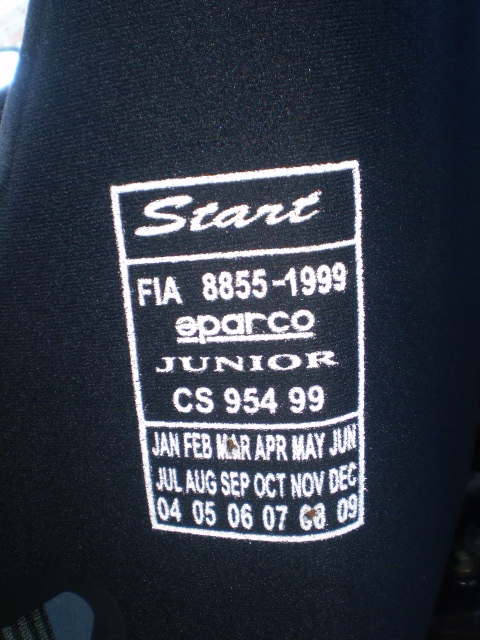 Start
FIA 8855-1999
sparco
JUNIOR
CS 954 99
JAN FEB MAR APR MAY JUN
JUL AUG SEP OCT NOV DEC
04 05 06 07 08 09